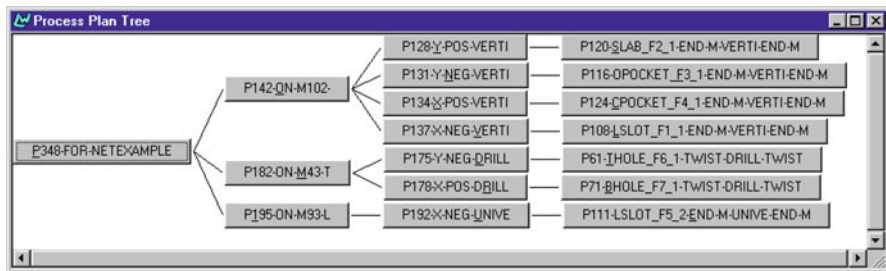 Process Plan Tree
P128-Y-POS-VERTI P120-SLAB_F2_1-END-M-VERTI-END-M
P142-ON-M102- P131-Y-NEG-VERTI P116-OPOCKET_F3_1-END-M-VERTI-END-M
P134-X-POS-VERTI P124-CPOCKET_F4_1-END-M-VERTI-END-M
P137-X-NEG-VERTI P108-LSLOT_F1_1-END-M-VERTI-END-M
P348-FOR-NETEXAMPLE P175-Y-NEG-DRILL P61-THOLE_F6_1-TWIST-DRILL-TWIST
P182-ON-M43-T P178-X-POS-DRILL P71-BHOLE_F7_1-TWIST-DRILL-TWIST
P195-ON-M93-L P192-X-NEG-UNIVE P111-LSLOT_F5_2-END-M-UNIVE-END-M